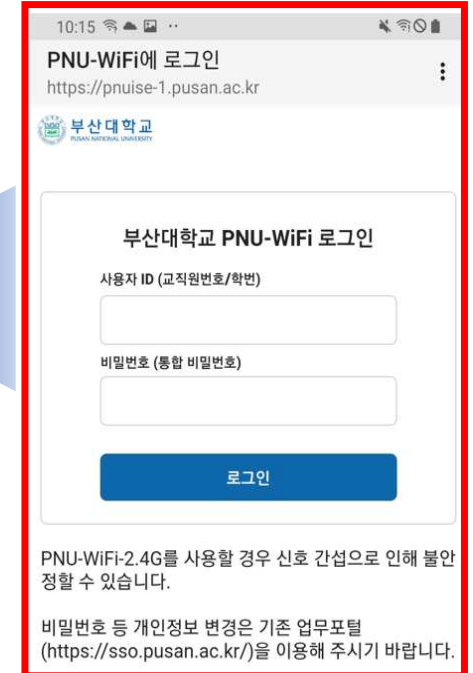 10:15
PNU-WiFi에 로그인
https://pnuise-1.pusan.ac.kr
부산대학교
PUSAN NATIONAL UNIVERSITY
부산대학교 PNU-WiFi 로그인
사용자 ID (교직원번호/학번)
비밀번호 (통합 비밀번호)
로그인
PNU-WiFi-2.4G를 사용할 경우 신호 간섭으로 인해 불안
정할 수 있습니다.
비밀번호 등 개인정보 변경은 기존 업무포털
(https://sso.pusan.ac.kr/)을 이용해 주시기 바랍니다.